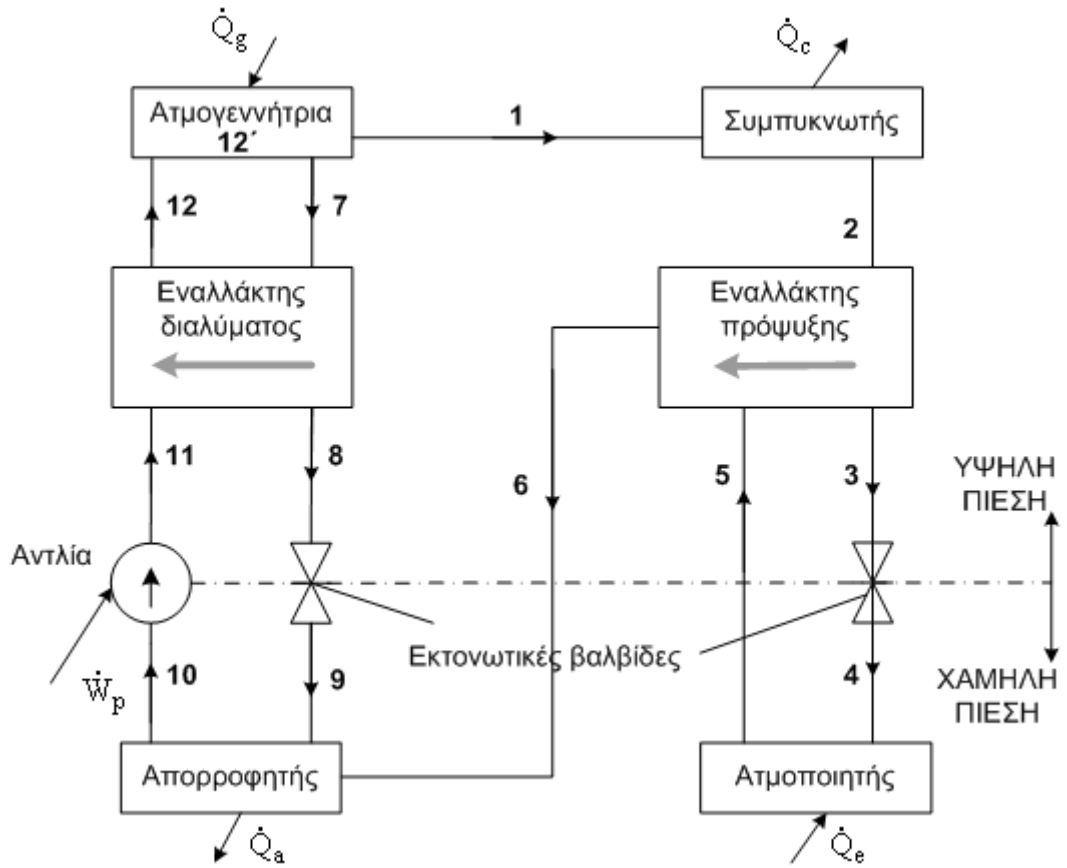 Q̇g
Q̇c
Ατμογεννήτρια
12΄
1
Συμπυκνωτής
12
7
2
Εναλλάκτης
διαλύματος
Εναλλάκτης
πρόψυξης
11
8
6
5
3
ΥΨΗΛΗ
ΠΙΕΣΗ
Αντλία
Εκτονωτικές βαλβίδες
Ẇp
10
9
4
ΧΑΜΗΛΗ
ΠΙΕΣΗ
Απορροφητής
Ατμοποιητής
Q̇a
Q̇e